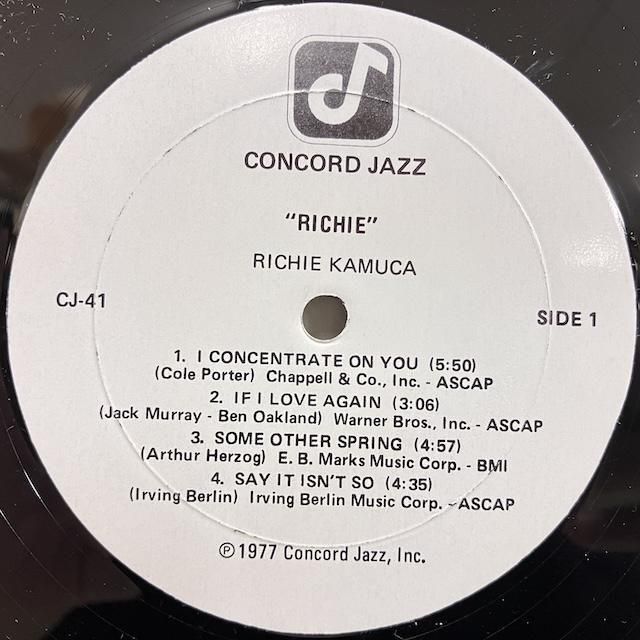 CONCORD JAZZ
"RICHIE"
RICHIE KAMUCA
CJ-41
SIDE 1
1. I CONCENTRATE ON YOU (5:50)
(Cole Porter) Chappell & Co., Inc. - ASCAP
2. IF I LOVE AGAIN (3:06)
(Jack Murray - Ben Oakland) Warner Bros., Inc. - ASCAP
3. SOME OTHER SPRING (4:57)
(Arthur Herzog) E. B. Marks Music Corp. - BMI
4. SAY IT ISN'T SO (4:35)
(Irving Berlin) Irving Berlin Music Corp. - ASCAP
℗ 1977 Concord Jazz, Inc.